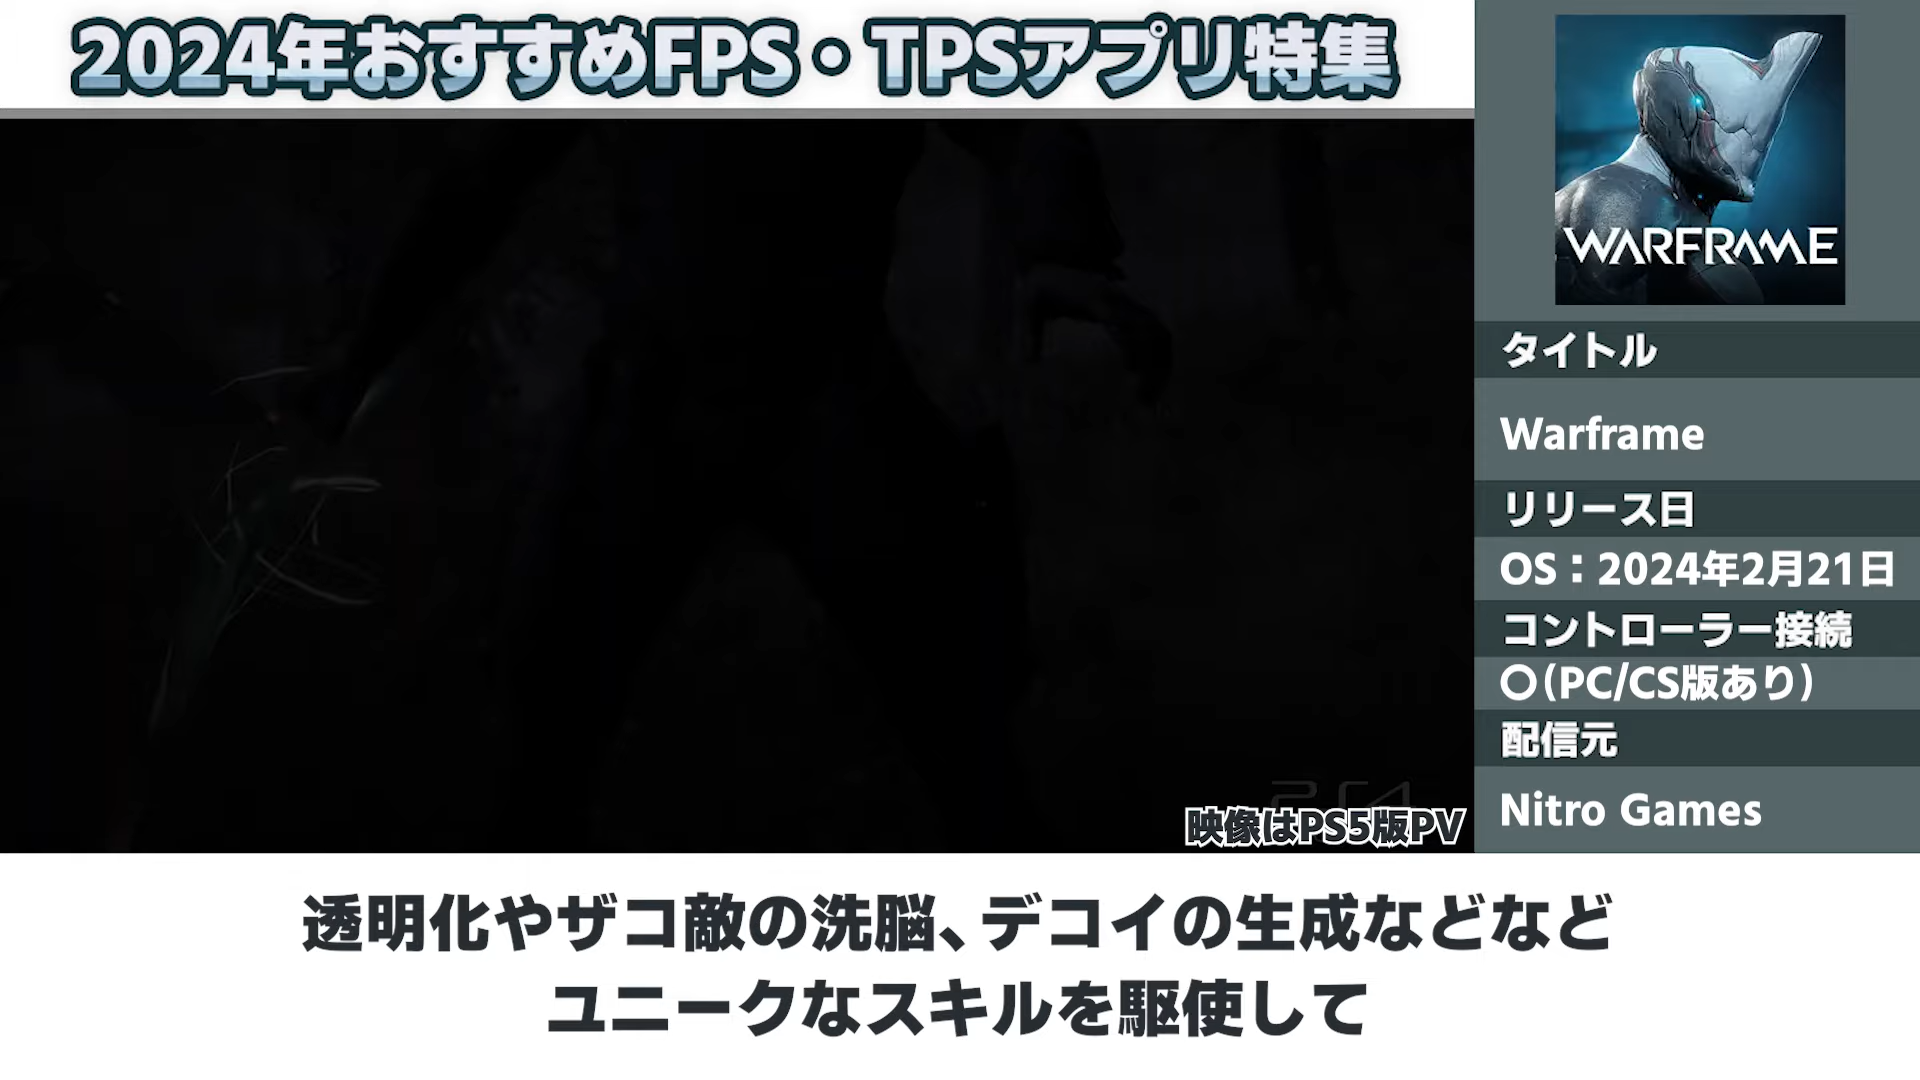 2024年おすすめFPS・TPSアプリ特集
WARFRAME
タイトル
Warframe
リリース日
OS：2024年2月21日
コントローラー接続
〇(PC/CS版あり)
配信元
Nitro Games
PS4
映像はPS5版PV
透明化やザコ敵の洗脳、デコイの生成などなど
ユニークなスキルを駆使して